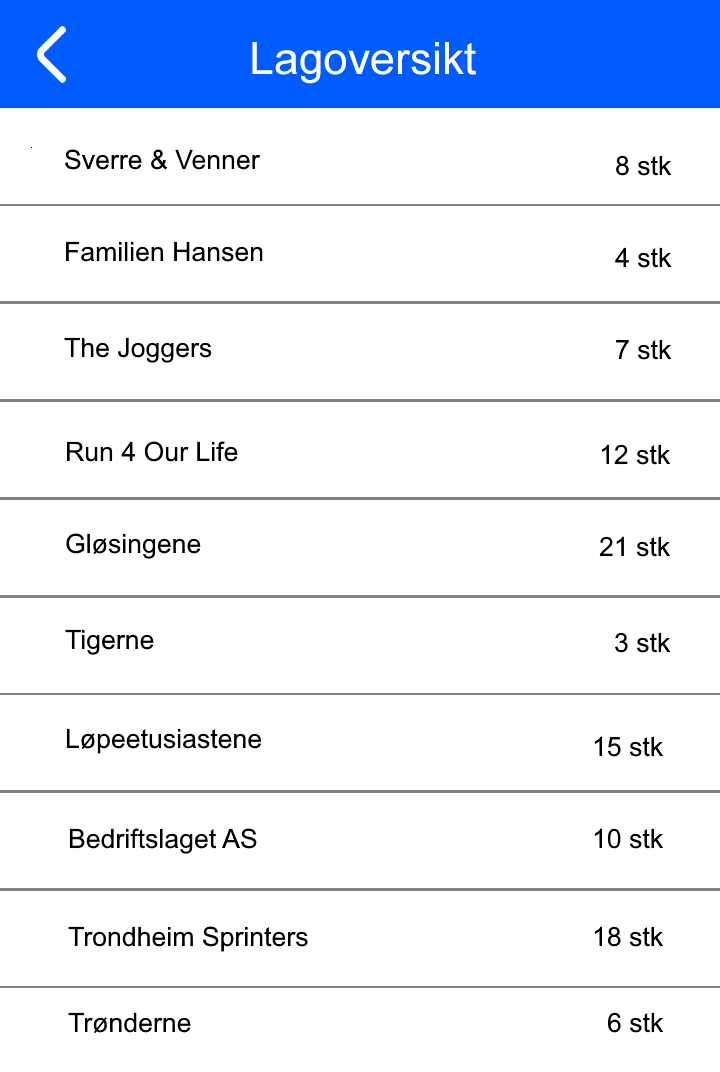 Lagoversikt
Sverre & Venner 8 stk
Familien Hansen 4 stk
The Joggers 7 stk
Run 4 Our Life 12 stk
Gløsingene 21 stk
Tigerne 3 stk
Løpeetusiastene 15 stk
Bedriftslaget AS 10 stk
Trondheim Sprinters 18 stk
Trønderne 6 stk